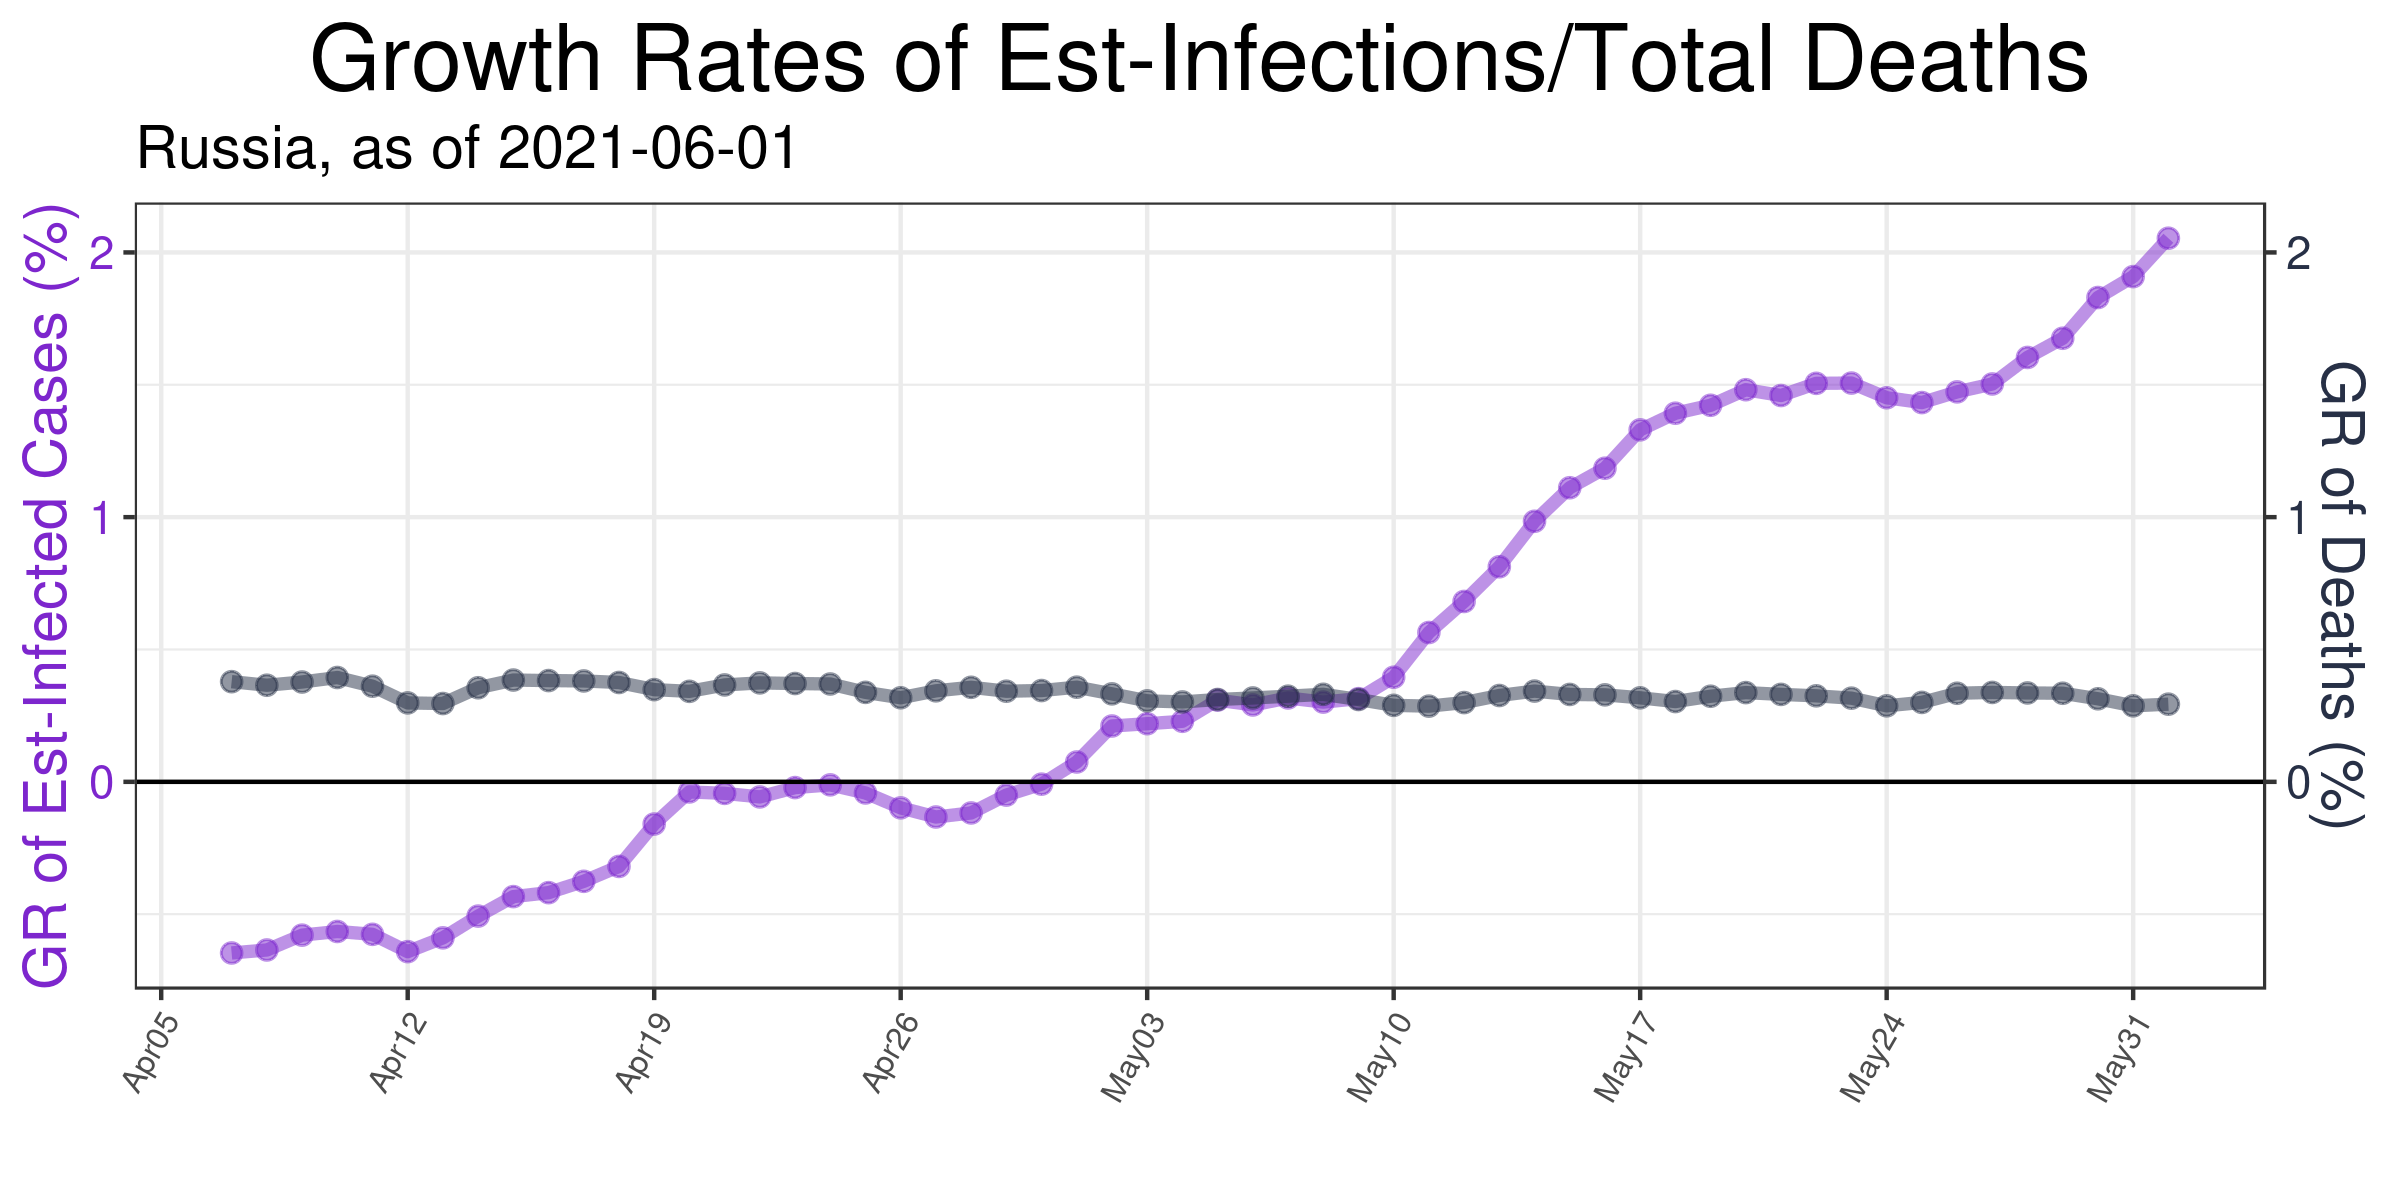 Growth Rates of Est-Infections/Total Deaths
Russia, as of 2021-06-01
GR of Est-Infected Cases (%)
2
1
0
2
1
0
GR of Deaths (%)
Apr05
Apr12
Apr19
Apr26
May03
May10
May17
May24
May31